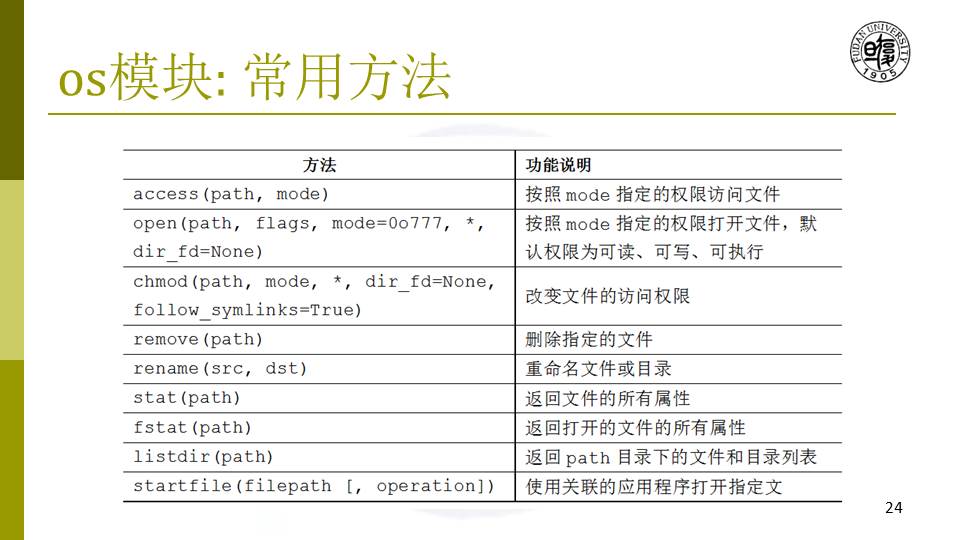 os模块: 常用方法
FUDAN UNIVERSITY
1905
方法 功能说明
access(path, mode) 按照 mode 指定的权限访问文件
open(path, flags, mode=0o777, *, 按照 mode 指定的权限打开文件，默
dir_fd=None) 认权限为可读、可写、可执行
chmod(path, mode, *, dir_fd=None,
follow_symlinks=True) 改变文件的访问权限
remove(path) 删除指定的文件
rename(src, dst) 重命名文件或目录
stat(path) 返回文件的所有属性
fstat(path) 返回打开的文件的所有属性
listdir(path) 返回 path 目录下的文件和目录列表
startfile(filepath [, operation]) 使用关联的应用程序打开指定文
24